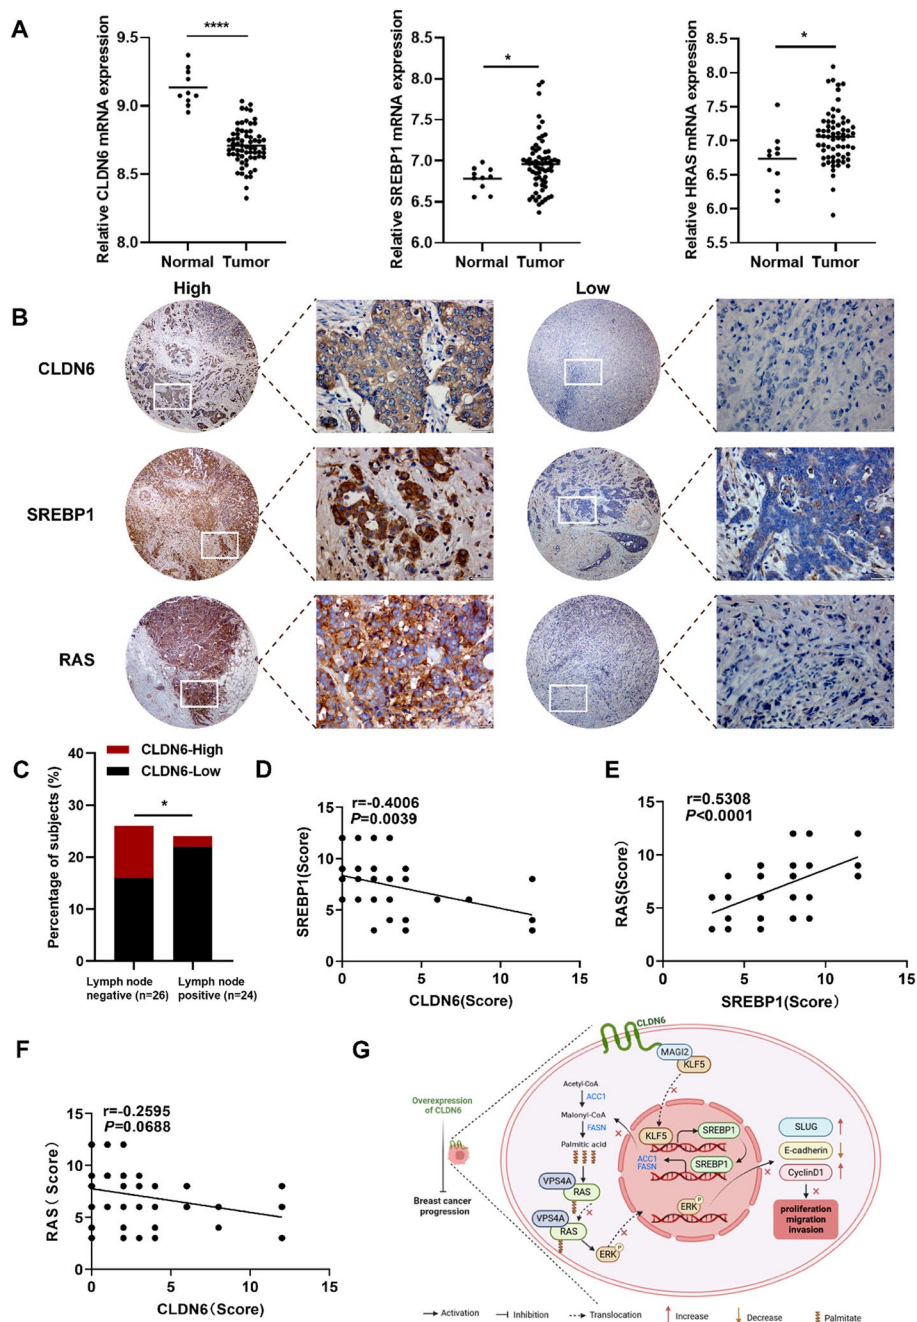 A
Relative CLDN6 mRNA expression
9.5
9.0
8.5
8.0
****
Normal Tumor
Relative SREBP1 mRNA expression
8.5
8.0
7.5
7.0
6.5
6.0
*
Normal Tumor
Relative HRAS mRNA expression
8.5
8.0
7.5
7.0
6.5
6.0
5.5
*
Normal Tumor
B
High
Low
CLDN6
SREBP1
RAS
C
CLDN6-High
CLDN6-Low
Percentage of subjects (%)
40
30
20
10
0
*
Lymph node
negative (n=26)
Lymph node
positive (n=24)
D
r=-0.4006
P=0.0039
SREBP1(Score)
15
10
5
0
0 5 10 15
CLDN6(Score)
E
r=0.5308
P<0.0001
RAS(Score)
15
10
5
0
0 5 10 15
SREBP1(Score)
F
r=-0.2595
P=0.0688
RAS (Score)
15
10
5
0
0 5 10 15
CLDN6(Score)
G
Overexpression
of CLDN6
Breast cancer
progression
CLDN6
MAGI2
KLF5
Acetyl-CoA
ACC1
Malonyl-CoA
FASN
Palmitic acid
VPS4A
RAS
VPS4A
RAS
ERK
P
KLF5
SREBP1
ACC1
FASN
SREBP1
ERK
P
SLUG
E-cadherin
CyclinD1
proliferation
migration
invasion
Activation
Inhibition
Translocation
Increase
Decrease
Palmitate